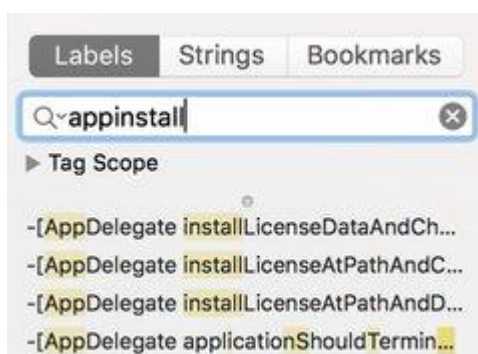 Labels Strings Bookmarks
appinstall
Tag Scope
-[AppDelegate installLicenseDataAndCh...
-[AppDelegate installLicenseAtPathAndC...
-[AppDelegate installLicenseAtPathAndD...
-[AppDelegate applicationShouldTermin...